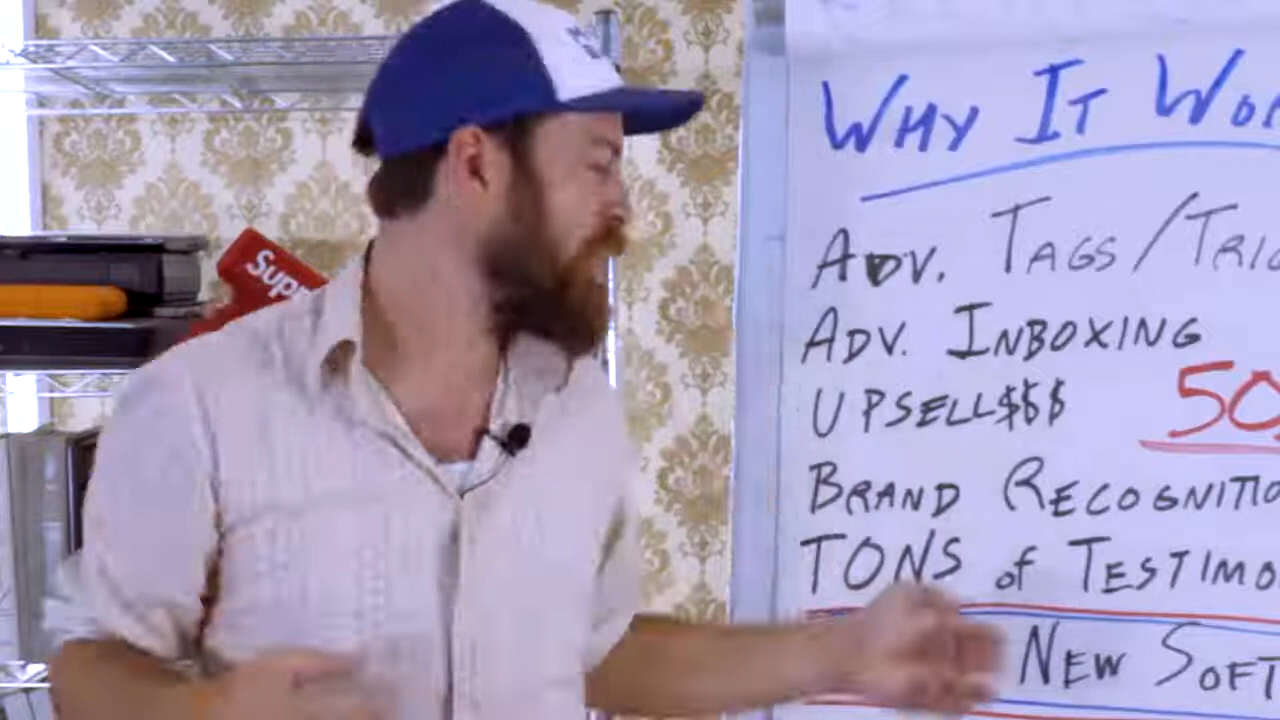 WHY IT WO
ADV. TAGS/TRI
ADV. INBOXING
UPSELL$$$ 50
BRAND RECOGNITIO
TONS of TESTIMO
NEW SOFT
Sup